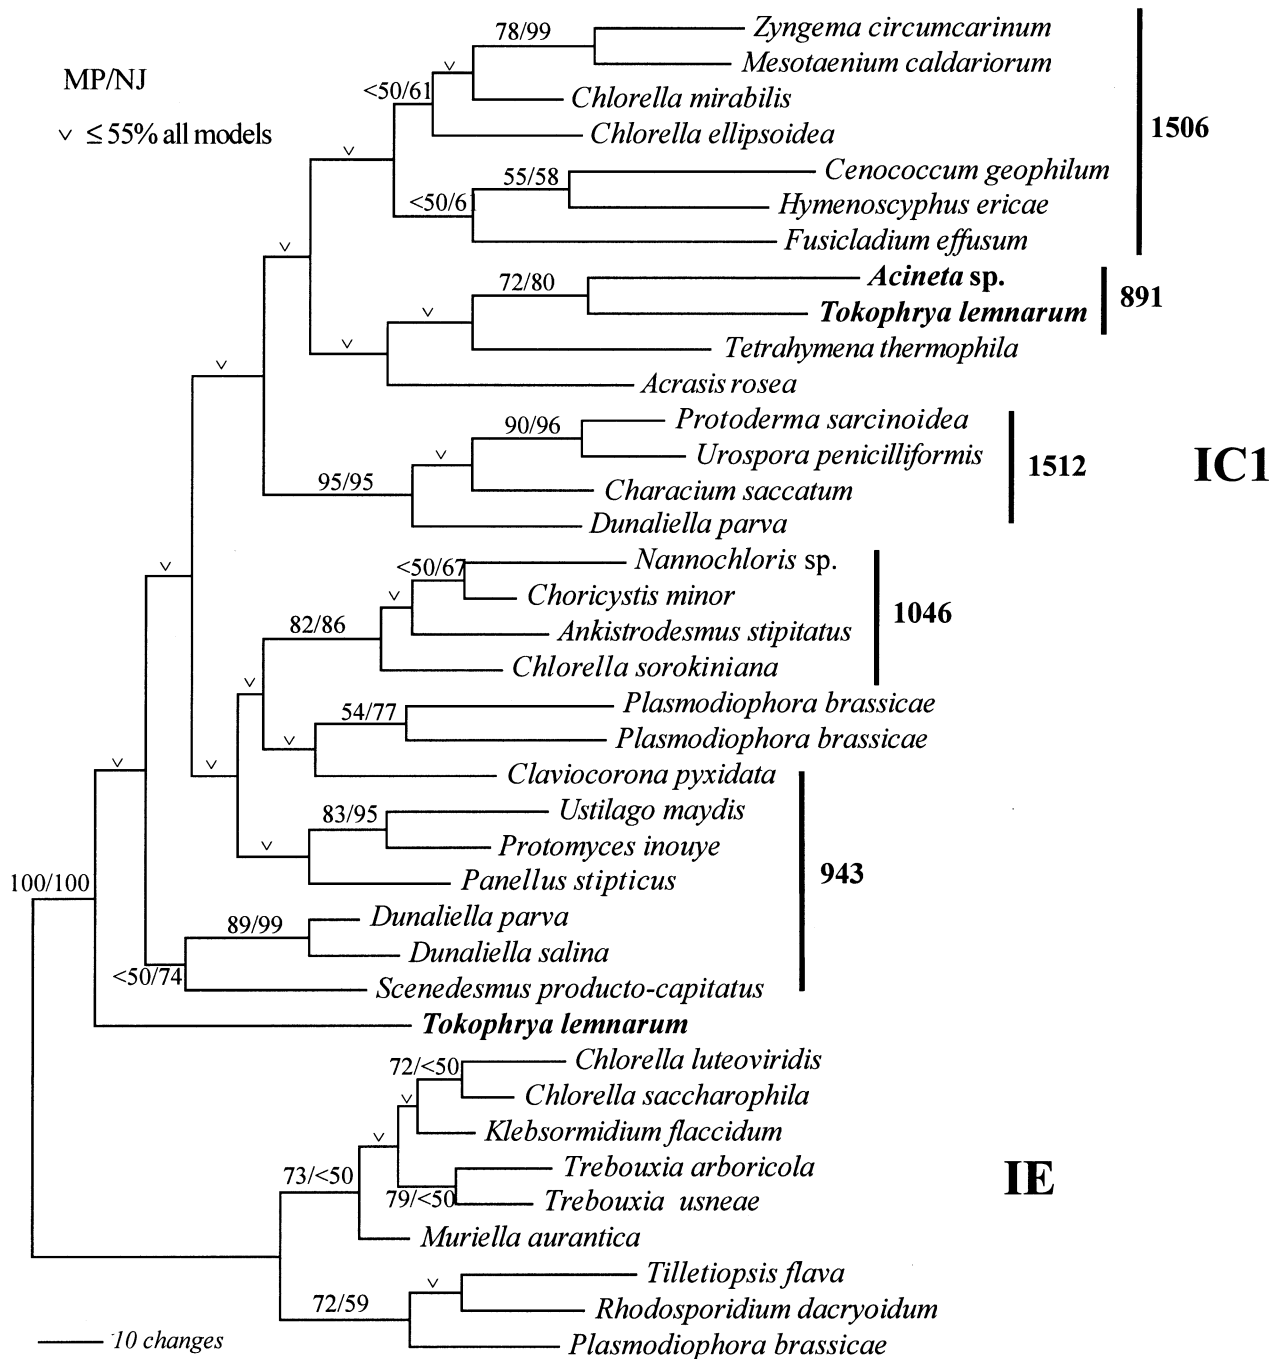 MP/NJ
˅ ≤ 55% all models
78/99
Zyngema circumcarinum
Mesotaenium caldariorum
˅
<50/61
Chlorella mirabilis
Chlorella ellipsoidea
1506
˅
55/58
Cenococcum geophilum
<50/61
Hymenoscyphus ericae
Fusicladium effusum
˅
72/80
Acineta sp.
Tokophrya lemnarum
891
˅
˅
Tetrahymena thermophila
Acrasis rosea
˅
90/96
Protoderma sarcinoidea
Urospora penicilliformis
˅
95/95
Characium saccatum
Dunaliella parva
1512
IC1
˅
<50/67
Nannochloris sp.
Choricystis minor
˅
82/86
Ankistrodesmus stipitatus
Chlorella sorokiniana
1046
˅
54/77
Plasmodiophora brassicae
Plasmodiophora brassicae
˅
˅
˅
Claviocorona pyxidata
83/95
Ustilago maydis
Protomyces inouye
˅
Panellus stipticus
943
100/100
89/99
Dunaliella parva
Dunaliella salina
<50/74
Scenedesmus producto-capitatus
Tokophrya lemnarum
72/<50
Chlorella luteoviridis
Chlorella saccharophila
˅
Klebsormidium flaccidum
˅
73/<50
Trebouxia arboricola
79/<50
Trebouxia usneae
IE
Muriella aurantica
˅
Tilletiopsis flava
72/59
Rhodosporidium dacryoidum
Plasmodiophora brassicae
10 changes